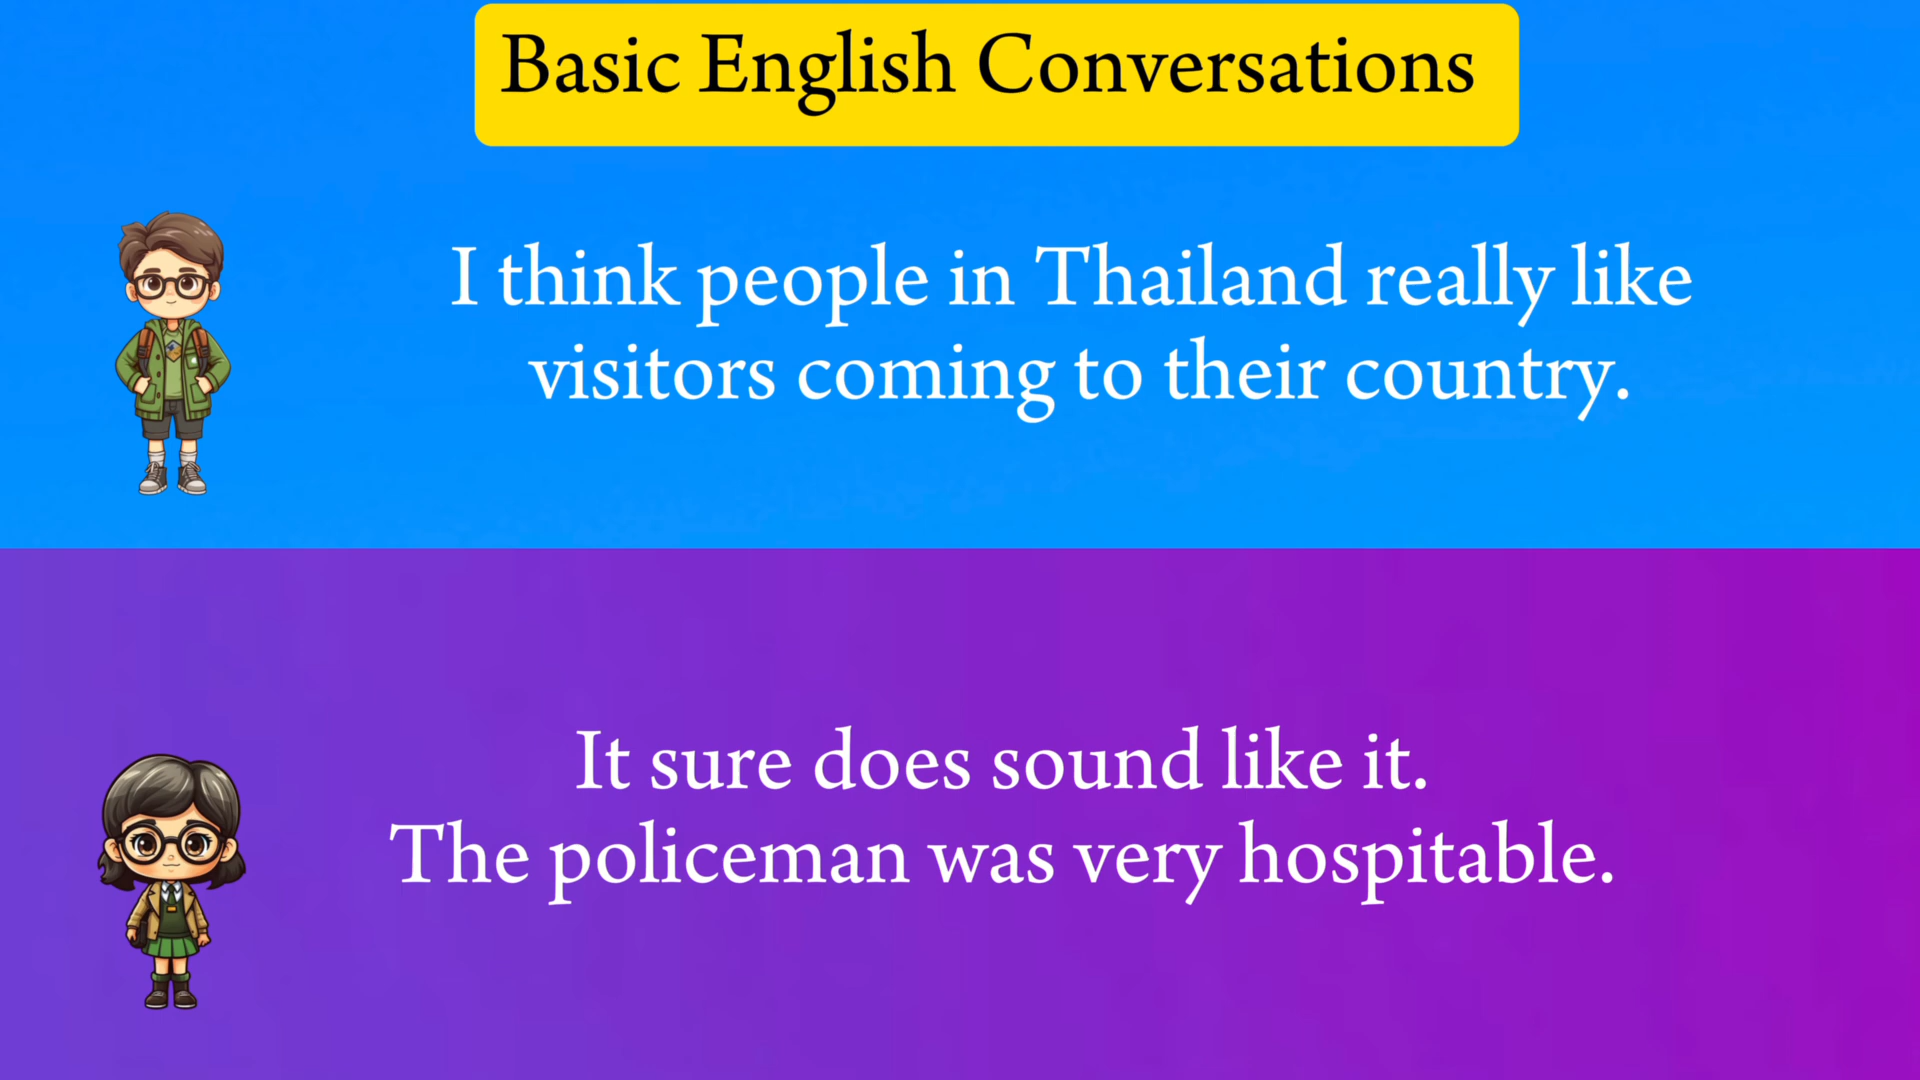 Basic English Conversations
I think people in Thailand really like
visitors coming to their country.
It sure does sound like it.
The policeman was very hospitable.